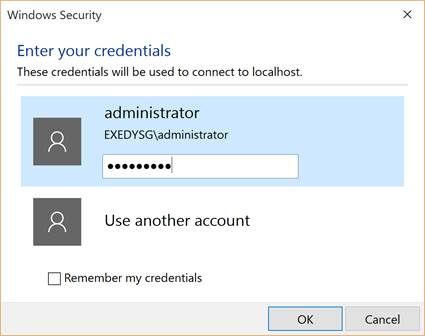 Windows Security
Enter your credentials
These credentials will be used to connect to localhost.
administrator
EXEDYSG\administrator
•••••••••
Use another account
Remember my credentials
OK
Cancel